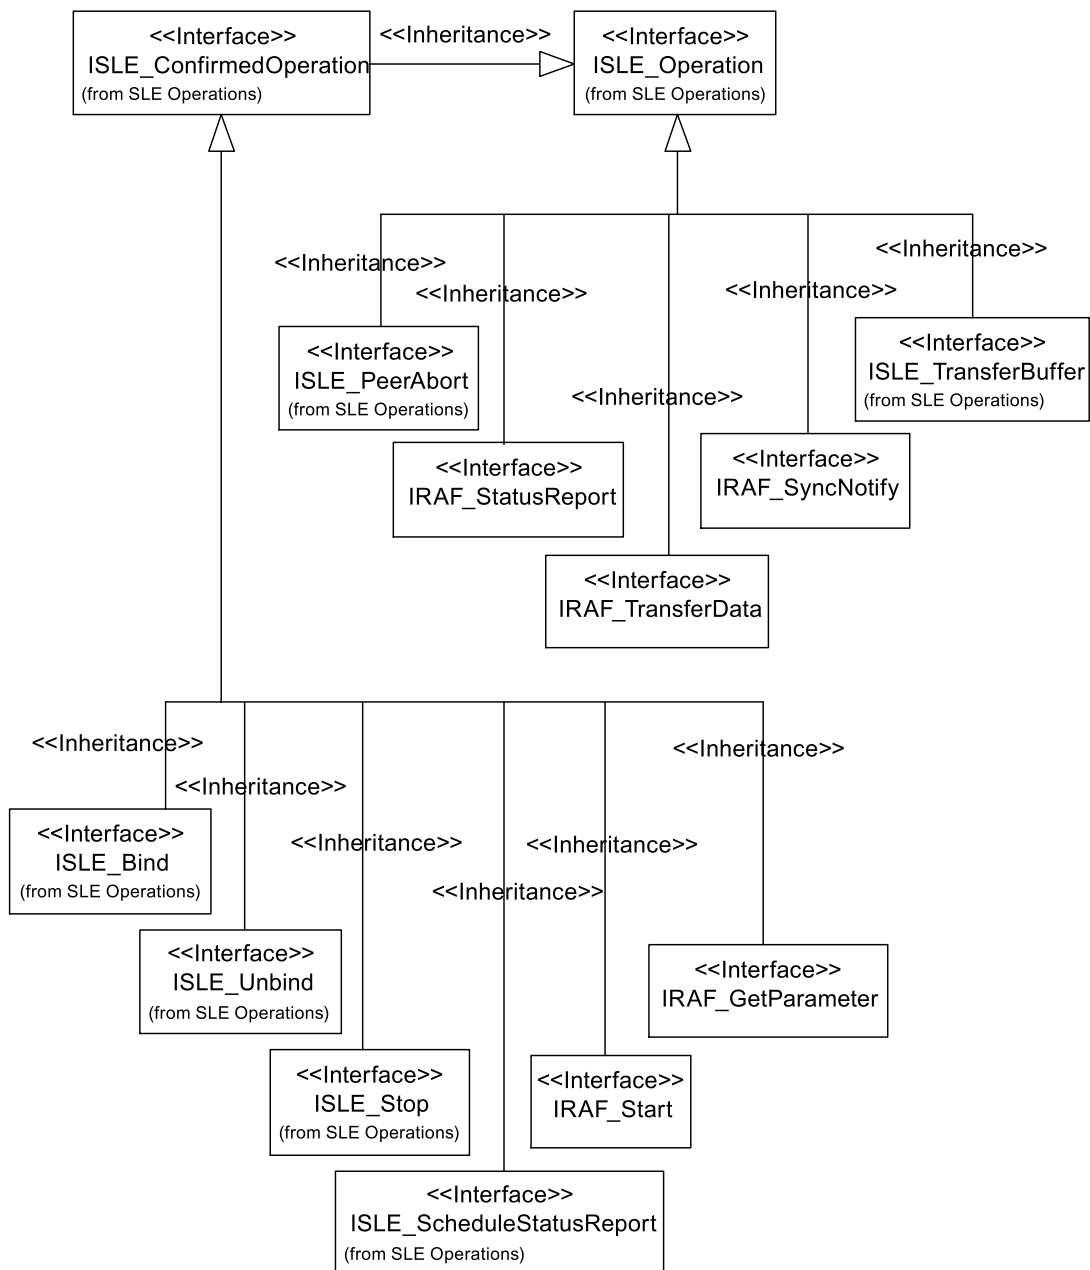 <<Interface>>
ISLE_ConfirmedOperation
(from SLE Operations)
<<Inheritance>>
<<Interface>>
ISLE_Operation
(from SLE Operations)
<<Inheritance>>
<<Inheritance>>
<<Inheritance>>
<<Inheritance>>
<<Inheritance>>
<<Interface>>
ISLE_PeerAbort
(from SLE Operations)
<<Interface>>
ISLE_TransferBuffer
(from SLE Operations)
<<Interface>>
IRAF_StatusReport
<<Interface>>
IRAF_SyncNotify
<<Interface>>
IRAF_TransferData
<<Inheritance>>
<<Inheritance>>
<<Inheritance>>
<<Inheritance>>
<<Inheritance>>
<<Inheritance>>
<<Interface>>
ISLE_Bind
(from SLE Operations)
<<Interface>>
ISLE_Unbind
(from SLE Operations)
<<Interface>>
IRAF_GetParameter
<<Interface>>
ISLE_Stop
(from SLE Operations)
<<Interface>>
IRAF_Start
<<Interface>>
ISLE_ScheduleStatusReport
(from SLE Operations)